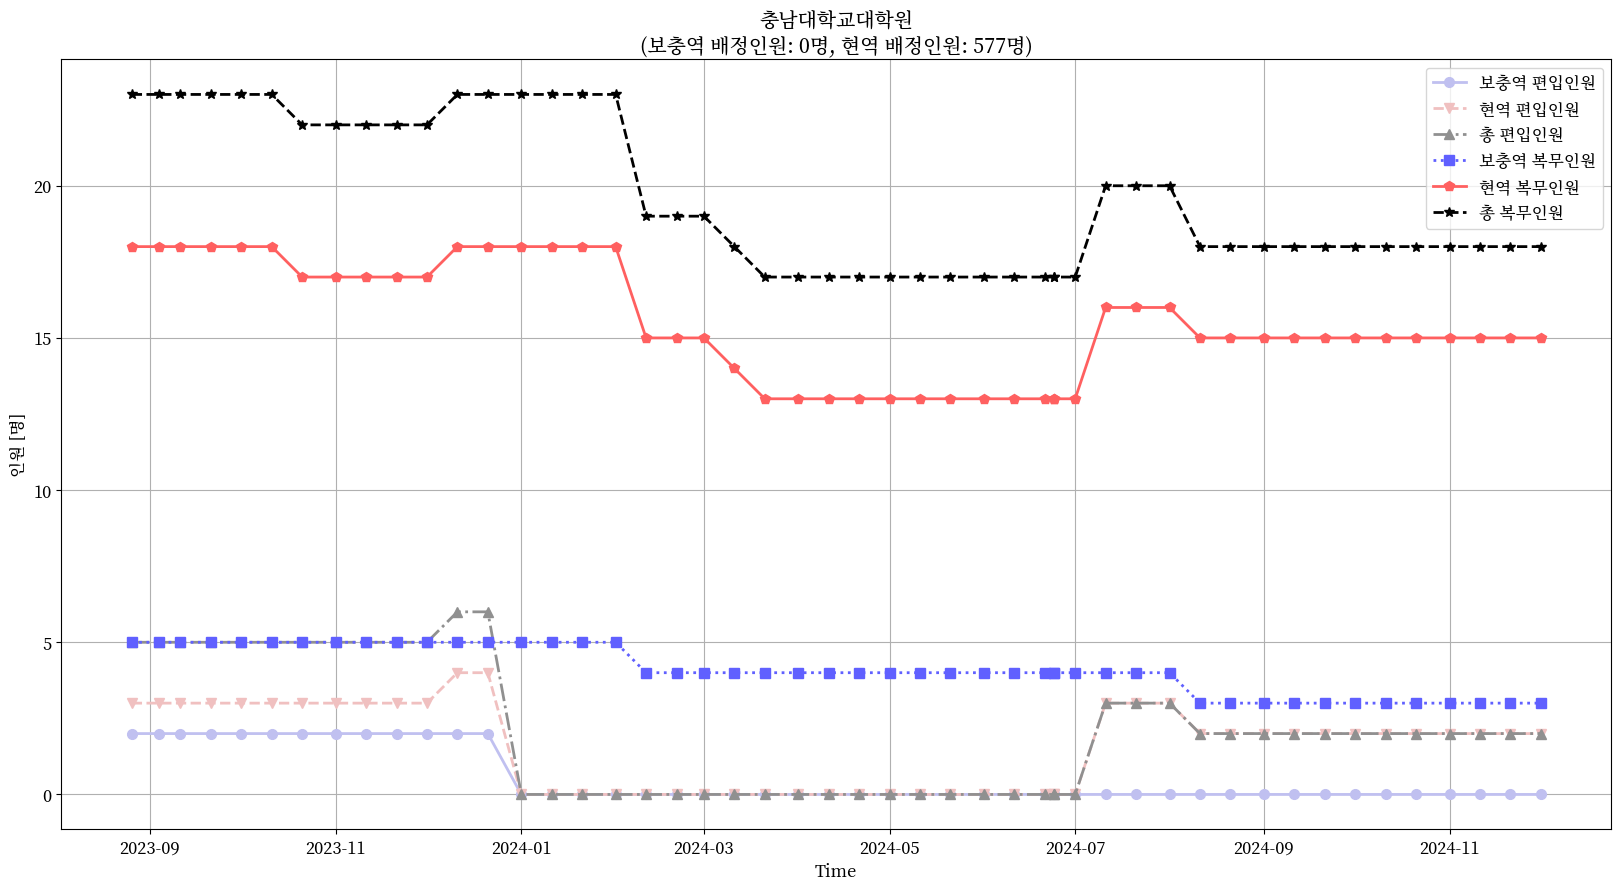 충남대학교대학원
(보충역 배정인원: 0명, 현역 배정인원: 577명)
보충역 편입인원
현역 편입인원
총 편입인원
보충역 복무인원
현역 복무인원
총 복무인원
인원 [명]
20
15
10
5
0
2023-09
2023-11
2024-01
2024-03
2024-05
2024-07
2024-09
2024-11
Time